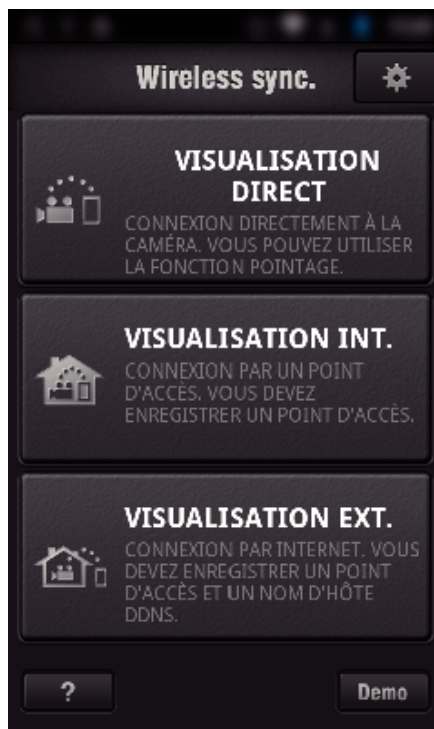 Wireless sync.
VISUALISATION
DIRECT
CONNEXION DIRECTEMENT À LA
CAMÉRA. VOUS POUVEZ UTILISER
LA FONCTION POINTAGE.
VISUALISATION INT.
CONNEXION PAR UN POINT
D'ACCÈS. VOUS DEVEZ
ENREGISTRER UN POINT D'ACCÈS.
VISUALISATION EXT.
CONNEXION PAR INTERNET. VOUS
DEVEZ ENREGISTRER UN POINT
D'ACCÈS ET UN NOM D'HÔTE
DDNS.
?
Demo